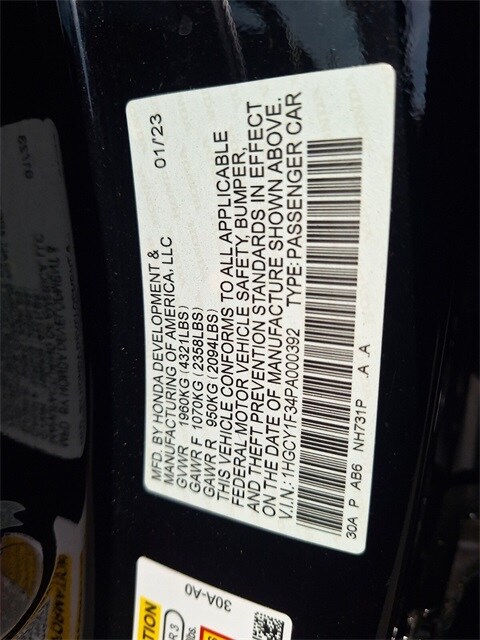 MFD. BY HONDA DEVELOPMENT &
MANUFACTURING OF AMERICA, LLC
01/23
GVWR 1960KG (4321LBS)
GAWR F 1070KG (2358LBS)
GAWR R 950KG (2094LBS)
THIS VEHICLE CONFORMS TO ALL APPLICABLE
FEDERAL MOTOR VEHICLE SAFETY, BUMPER,
AND THEFT PREVENTION STANDARDS IN EFFECT
ON THE DATE OF MANUFACTURE SHOWN ABOVE.
V.I.N.: 1HGCY1F34PA000392 TYPE: PASSENGER CAR
30A P AB6 NH731P .A .A
30A-A0